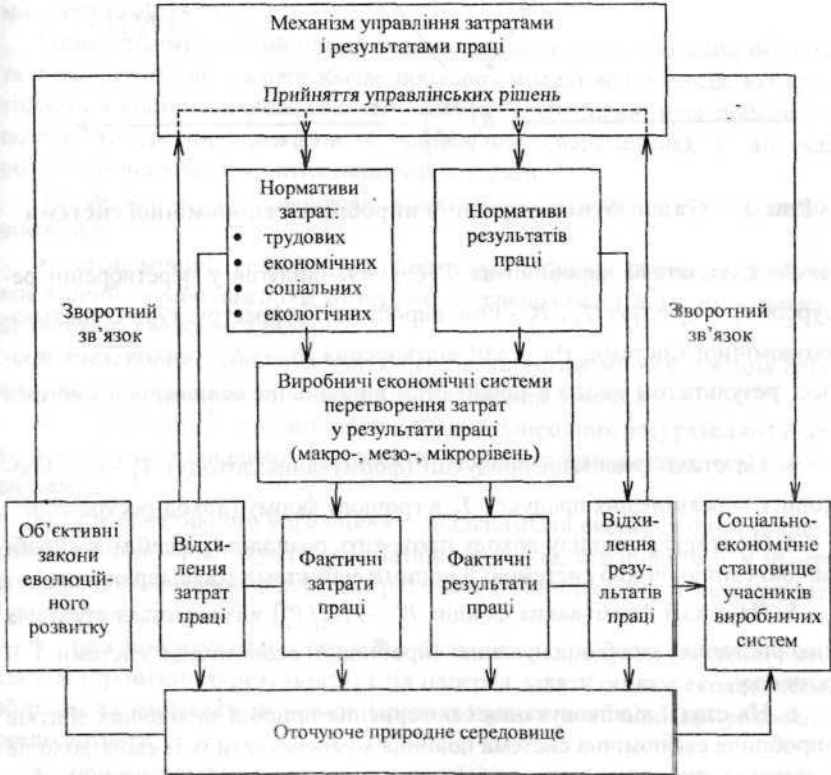 Механізм управління затратами
і результатами праці
Прийняття управлінських рішень
Нормативи
затрат:
• трудових
• економічних
• соціальних
• екологічних
Нормативи
результатів
праці
Зворотний
зв'язок
Зворотний
зв'язок
Виробничі економічні системи
перетворення затрат
у результати праці
(макро-, мезо-, мікрорівень)
Об'єктивні
закони
еволюцій-
ного
розвитку
Відхи-
лення
затрат
праці
Фактичні
затрати
праці
Фактичні
результати
праці
Відхи-
лення
резу-
льтатів
праці
Соціально-
економічне
становище
учасників
виробничих
систем
Оточуюче природне середовище